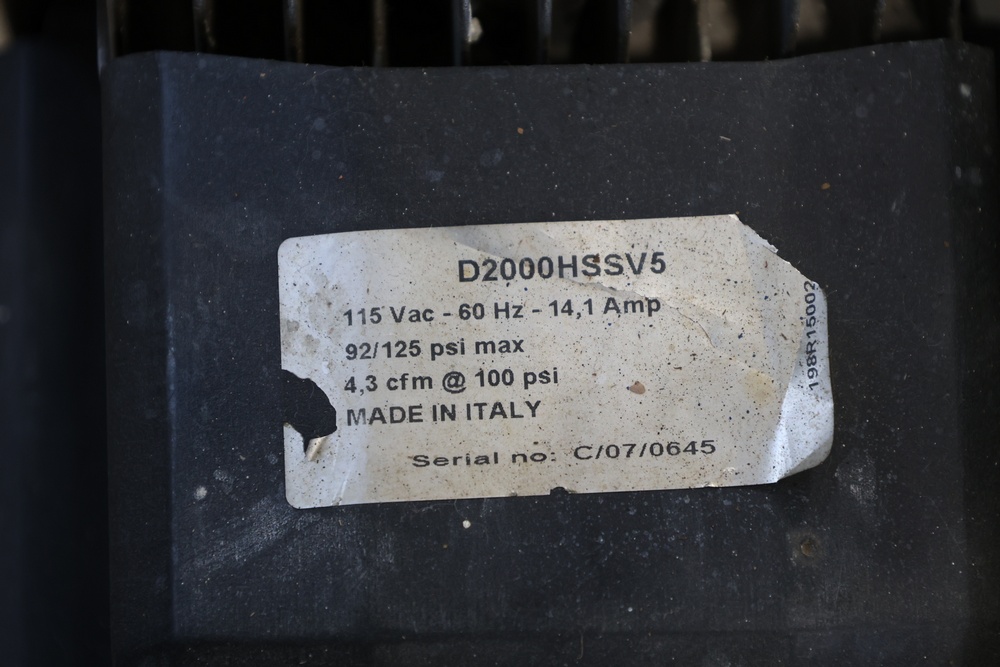 D2000HSSV5
115 Vac - 60 Hz - 14,1 Amp
92/125 psi max
4,3 cfm @ 100 psi
MADE IN ITALY
Serial no: C/07/0645
198R15002